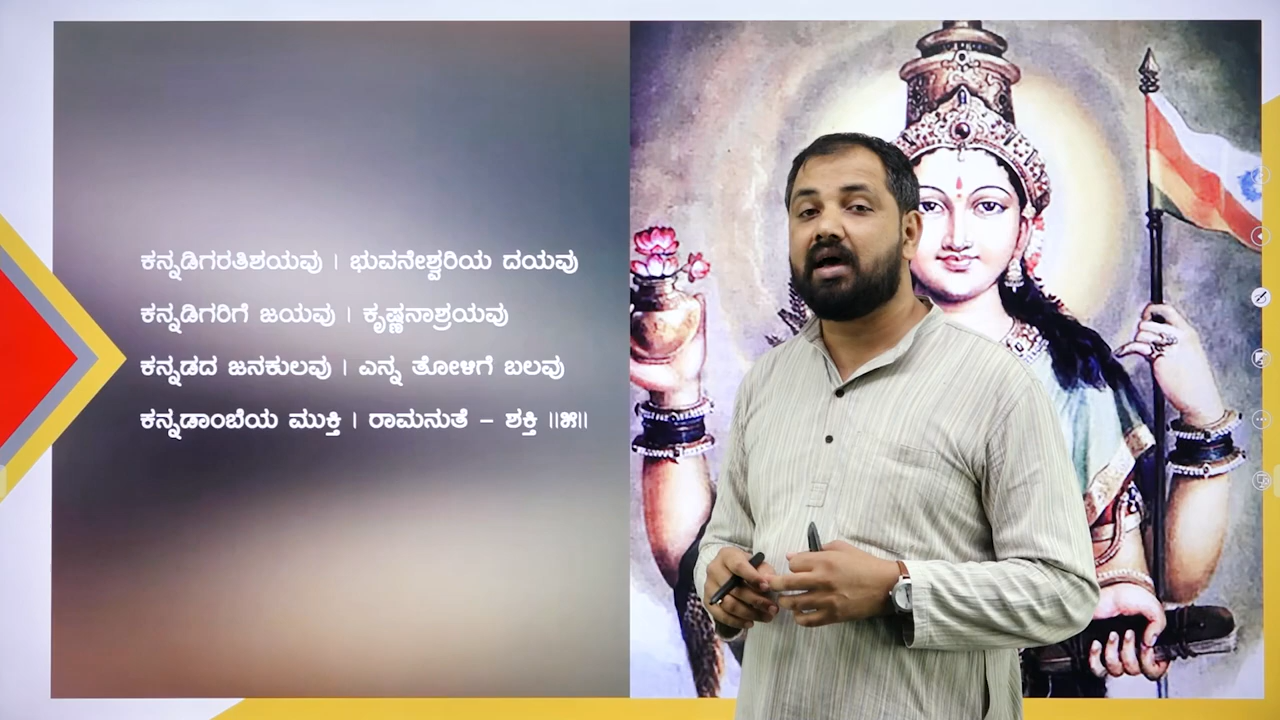 ಕನ್ನಡಿಗರತಿಶಯವು । ಭುವನೇಶ್ವರಿಯ ದಯವು
ಕನ್ನಡಿಗರಿಗೆ ಜಯವು । ಕೃಷ್ಣನಾಶ್ರಯವು
ಕನ್ನಡದ ಜನಕುಲವು । ಎನ್ನ ತೋಳಿಗೆ ಬಲವು
ಕನ್ನಡಾಂಬೆಯ ಮುಕ್ತಿ । ರಾಮನುತೆ – ಶಕ್ತಿ ॥೫॥